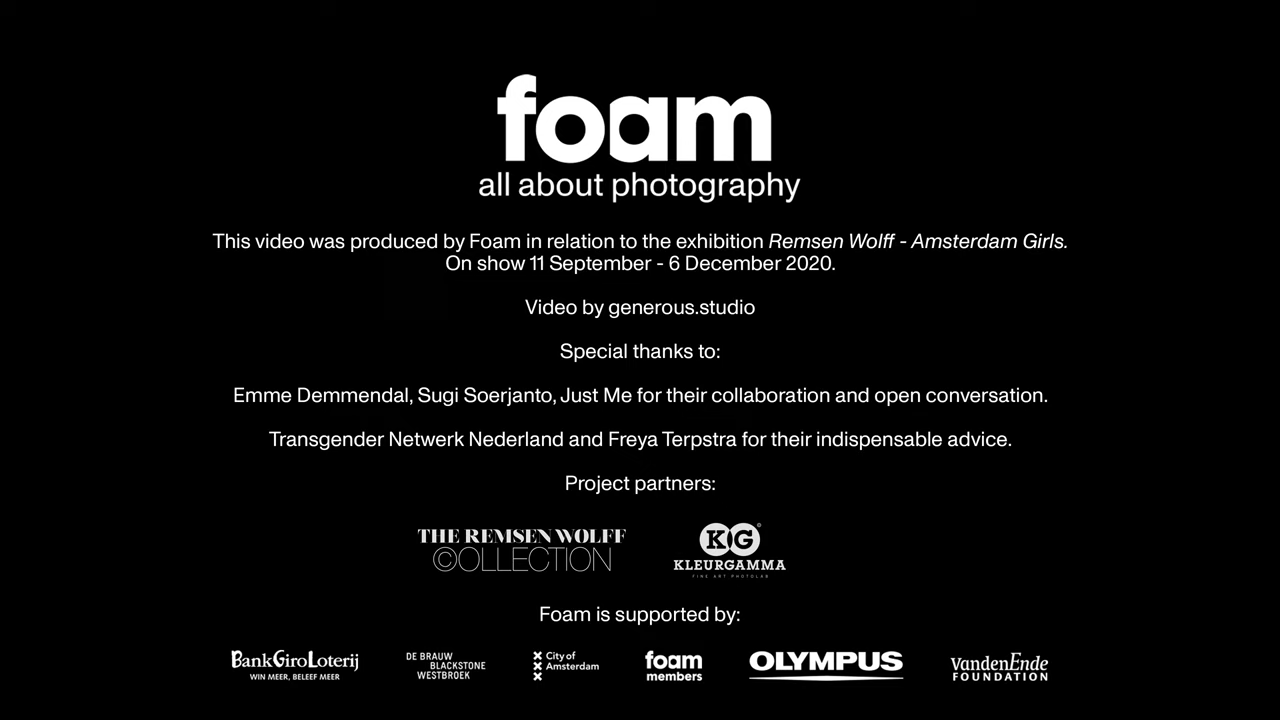 foam
all about photography
This video was produced by Foam in relation to the exhibition Remsen Wolff - Amsterdam Girls.
On show 11 September - 6 December 2020.
Video by generous.studio
Special thanks to:
Emme Demmendal, Sugi Soerjanto, Just Me for their collaboration and open conversation.
Transgender Netwerk Nederland and Freya Terpstra for their indispensable advice.
Project partners:
THE REMSEN WOLFF
©OLLECTION
KG
KLEURGAMMA
FINE ART PHOTOLAB
Foam is supported by:
BankGiroLoterij
WIN MEER, BELEEF MEER
DE BRAUW
BLACKSTONE
WESTBROEK
City of
Amsterdam
foam
members
OLYMPUS
VandenEnde
FOUNDATION